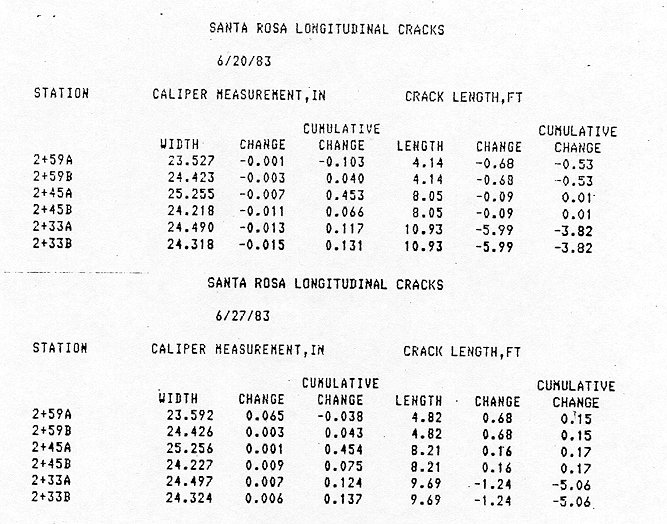 SANTA ROSA LONGITUDINAL CRACKS
6/20/83
STATION CALIPER MEASUREMENT,IN CRACK LENGTH,FT
CUMULATIVE CUMULATIVE
WIDTH CHANGE CHANGE LENGTH CHANGE CHANGE
2+59A 23.527 -0.001 -0.103 4.14 -0.68 -0.53
2+59B 24.423 -0.003 0.040 4.14 -0.68 -0.53
2+45A 25.255 -0.007 0.453 8.05 -0.09 0.01
2+45B 24.218 -0.011 0.066 8.05 -0.09 0.01
2+33A 24.490 -0.013 0.117 10.93 -5.99 -3.82
2+33B 24.318 -0.015 0.131 10.93 -5.99 -3.82
SANTA ROSA LONGITUDINAL CRACKS
6/27/83
STATION CALIPER MEASUREMENT,IN CRACK LENGTH,FT
CUMULATIVE CUMULATIVE
WIDTH CHANGE CHANGE LENGTH CHANGE CHANGE
2+59A 23.592 0.065 -0.038 4.82 0.68 0.15
2+59B 24.426 0.003 0.043 4.82 0.68 0.15
2+45A 25.256 0.001 0.454 8.21 0.16 0.17
2+45B 24.227 0.009 0.075 8.21 0.16 0.17
2+33A 24.497 0.007 0.124 9.69 -1.24 -5.06
2+33B 24.324 0.006 0.137 9.69 -1.24 -5.06